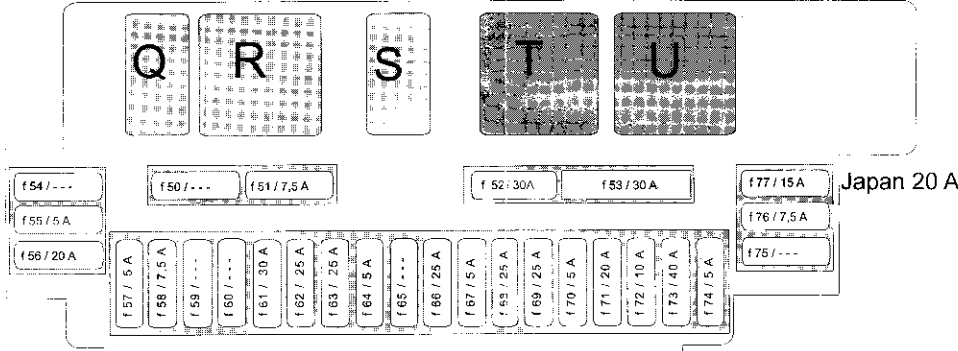 Q R S T U
f 54 / - - -
f 50 / - - -
f 51 / 7,5 A
f 52 / 30A
f 53 / 30 A
f 77 / 15 A
Japan 20 A
f 55 / 5 A
f 76 / 7,5 A
f 56 / 20 A
f 75 / - - -
f 57 / 5 A
f 58 / 7,5 A
f 59 / - - -
f 60 / - - -
f 61 / 30 A
f 62 / 25 A
f 63 / 25 A
f 64 / 5 A
f 65 / - - -
f 66 / 25 A
f 67 / 5 A
f 68 / 25 A
f 69 / 25 A
f 70 / 5 A
f 71 / 20 A
f 72 / 10 A
f 73 / 40 A
f 74 / 5 A